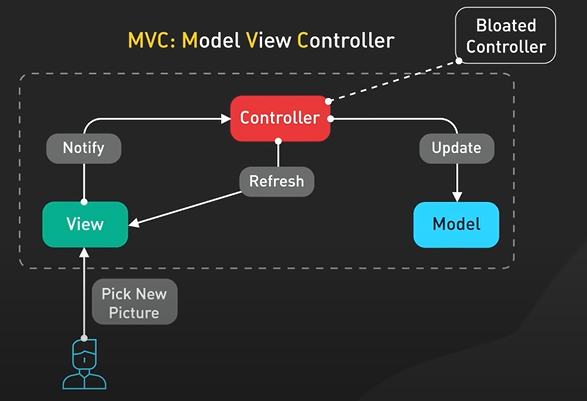 MVC: Model View Controller
Bloated
Controller
Controller
Notify
Update
Refresh
View
Model
Pick New
Picture